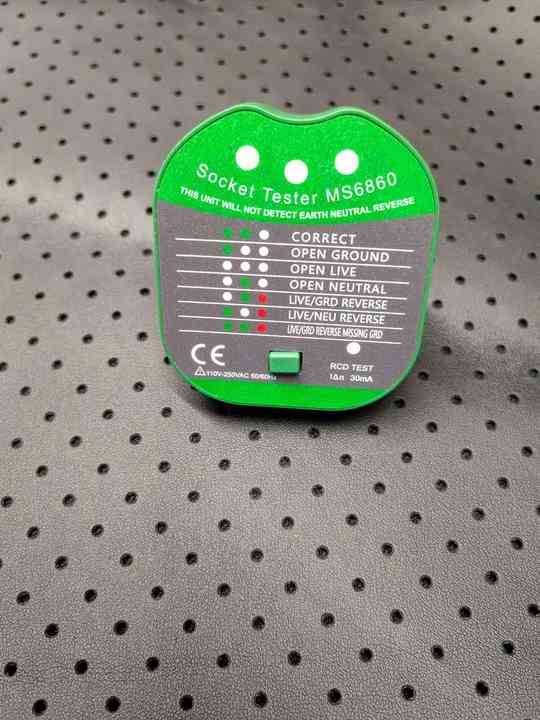 Socket Tester MS6860
THIS UNIT WILL NOT DETECT EARTH NEUTRAL REVERSE
CORRECT
OPEN GROUND
OPEN LIVE
OPEN NEUTRAL
LIVE/GRD REVERSE
LIVE/NEU REVERSE
LIVE/GRD REVERSE MISSING GRD
CE
110V-250VAC 50/60Hz
RCD TEST
IΔn 30mA